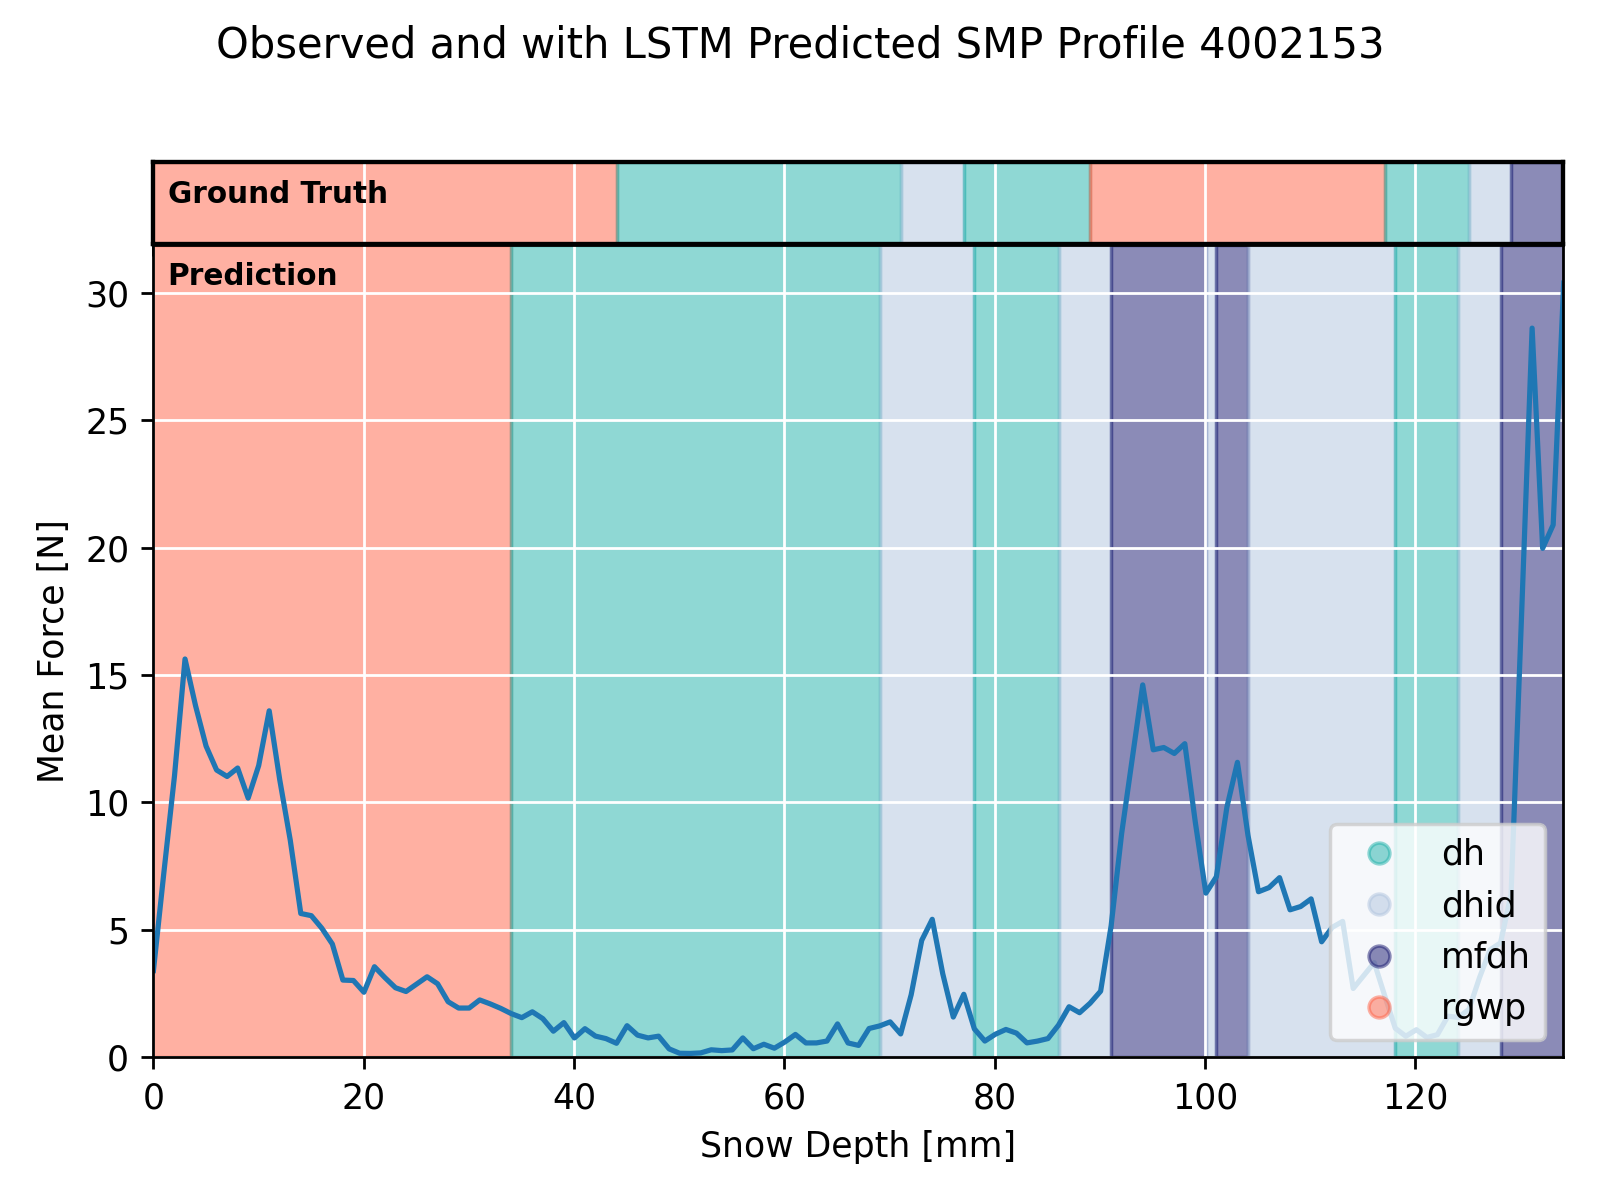 Observed and with LSTM Predicted SMP Profile 4002153
Ground Truth
Prediction
30
25
20
15
10
5
0
Mean Force [N]
dh
dhid
mfdh
rgwp
0 20 40 60 80 100 120
Snow Depth [mm]